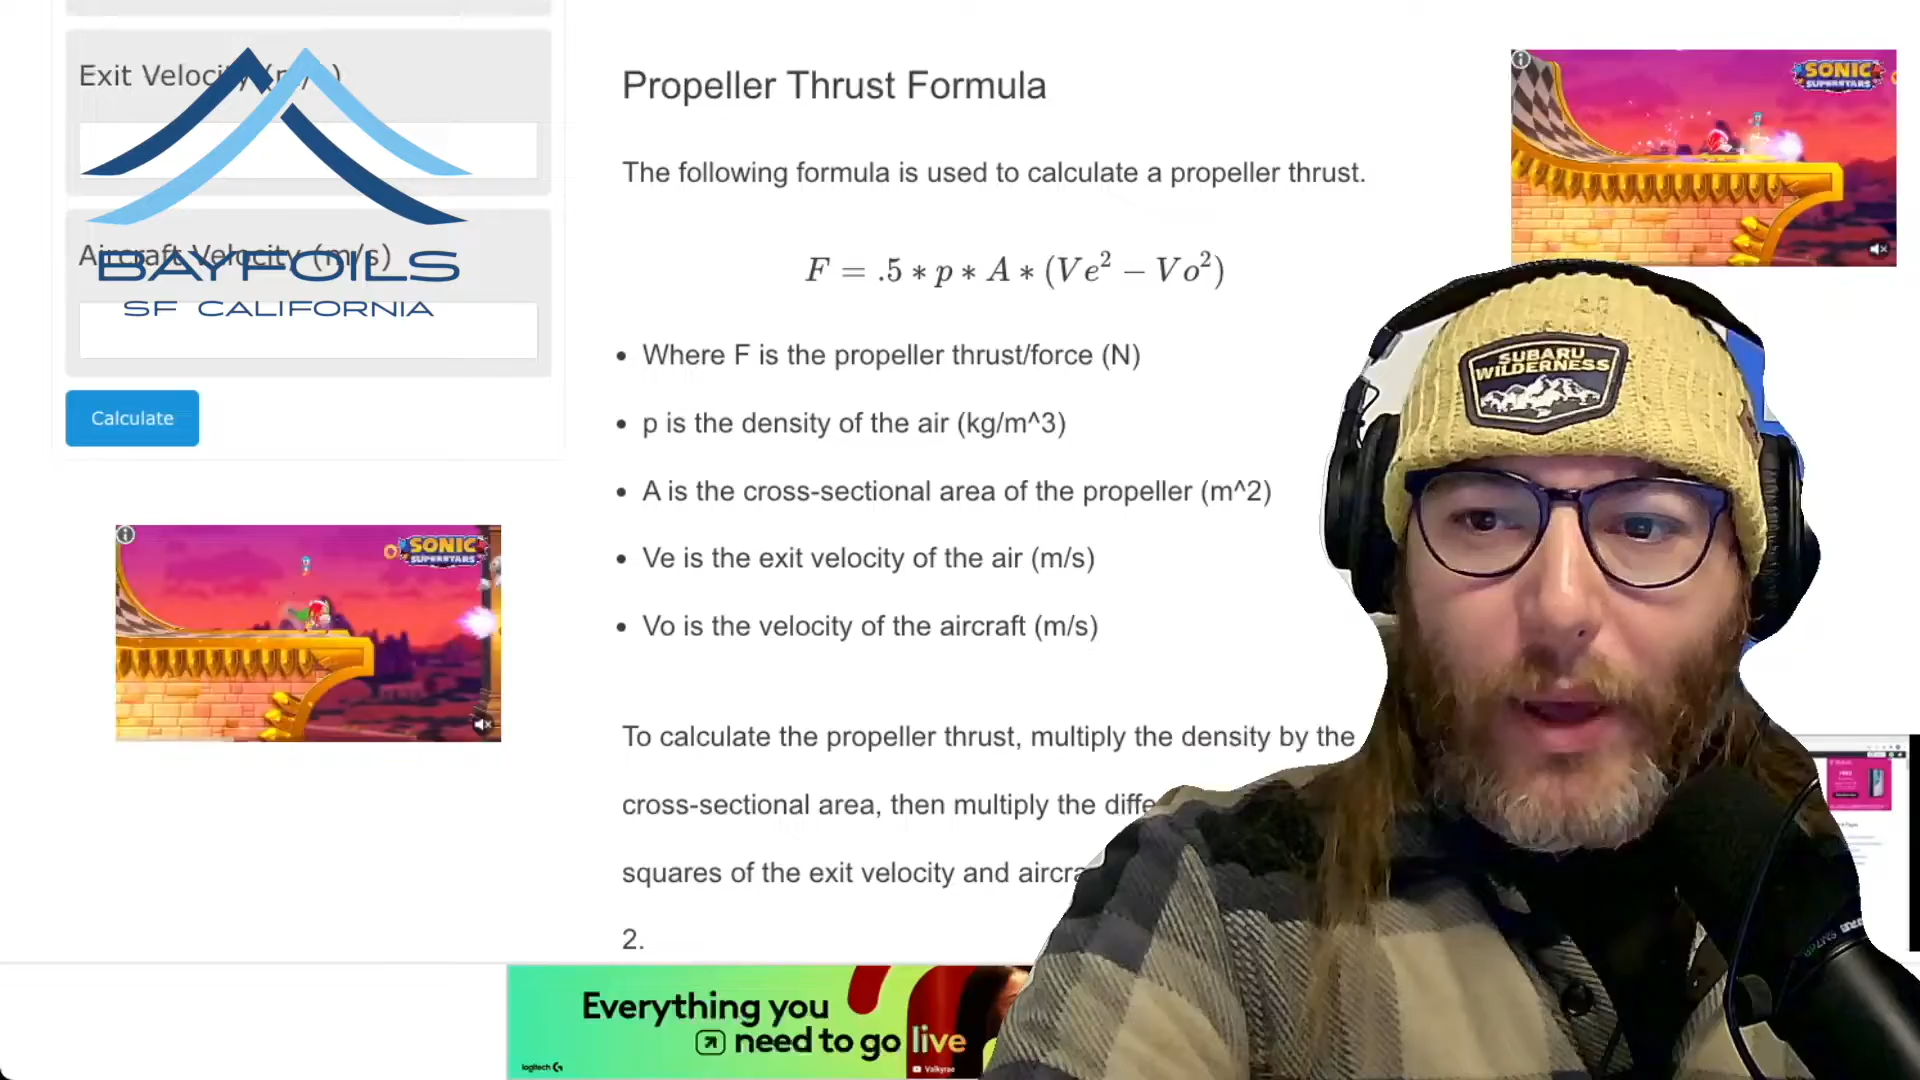 Exit Velocity (m/s)
Aircraft Velocity (m/s)
BAYFOILS
SF CALIFORNIA
Calculate
SONIC
SUPERSTARS
Propeller Thrust Formula
The following formula is used to calculate a propeller thrust.
F = .5 ∗ p ∗ A ∗ (Ve² − Vo²)
Where F is the propeller thrust/force (N)
p is the density of the air (kg/m^3)
A is the cross-sectional area of the propeller (m^2)
Ve is the exit velocity of the air (m/s)
Vo is the velocity of the aircraft (m/s)
To calculate the propeller thrust, multiply the density by the
cross-sectional area, then multiply the diffe
squares of the exit velocity and aircra
2.
SONIC
SUPERSTARS
SUBARU
WILDERNESS
Everything you
need to go live
logitech G
Valkyrae